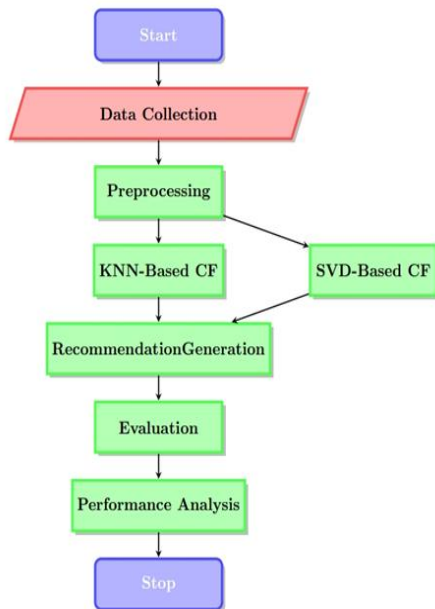 Start
Data Collection
Preprocessing
KNN-Based CF
SVD-Based CF
RecommendationGeneration
Evaluation
Performance Analysis
Stop